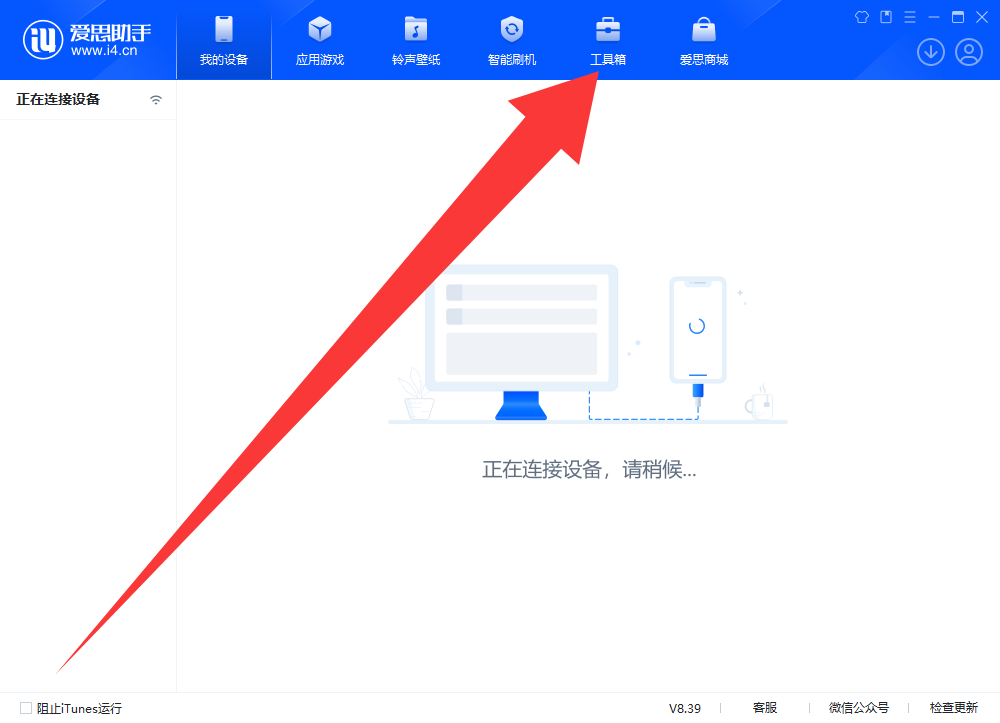 爱思助手
www.i4.cn
我的设备
应用游戏
铃声壁纸
智能刷机
工具箱
爱思商城
正在连接设备
正在连接设备，请稍候...
阻止iTunes运行
V8.39
客服
微信公众号
检查更新